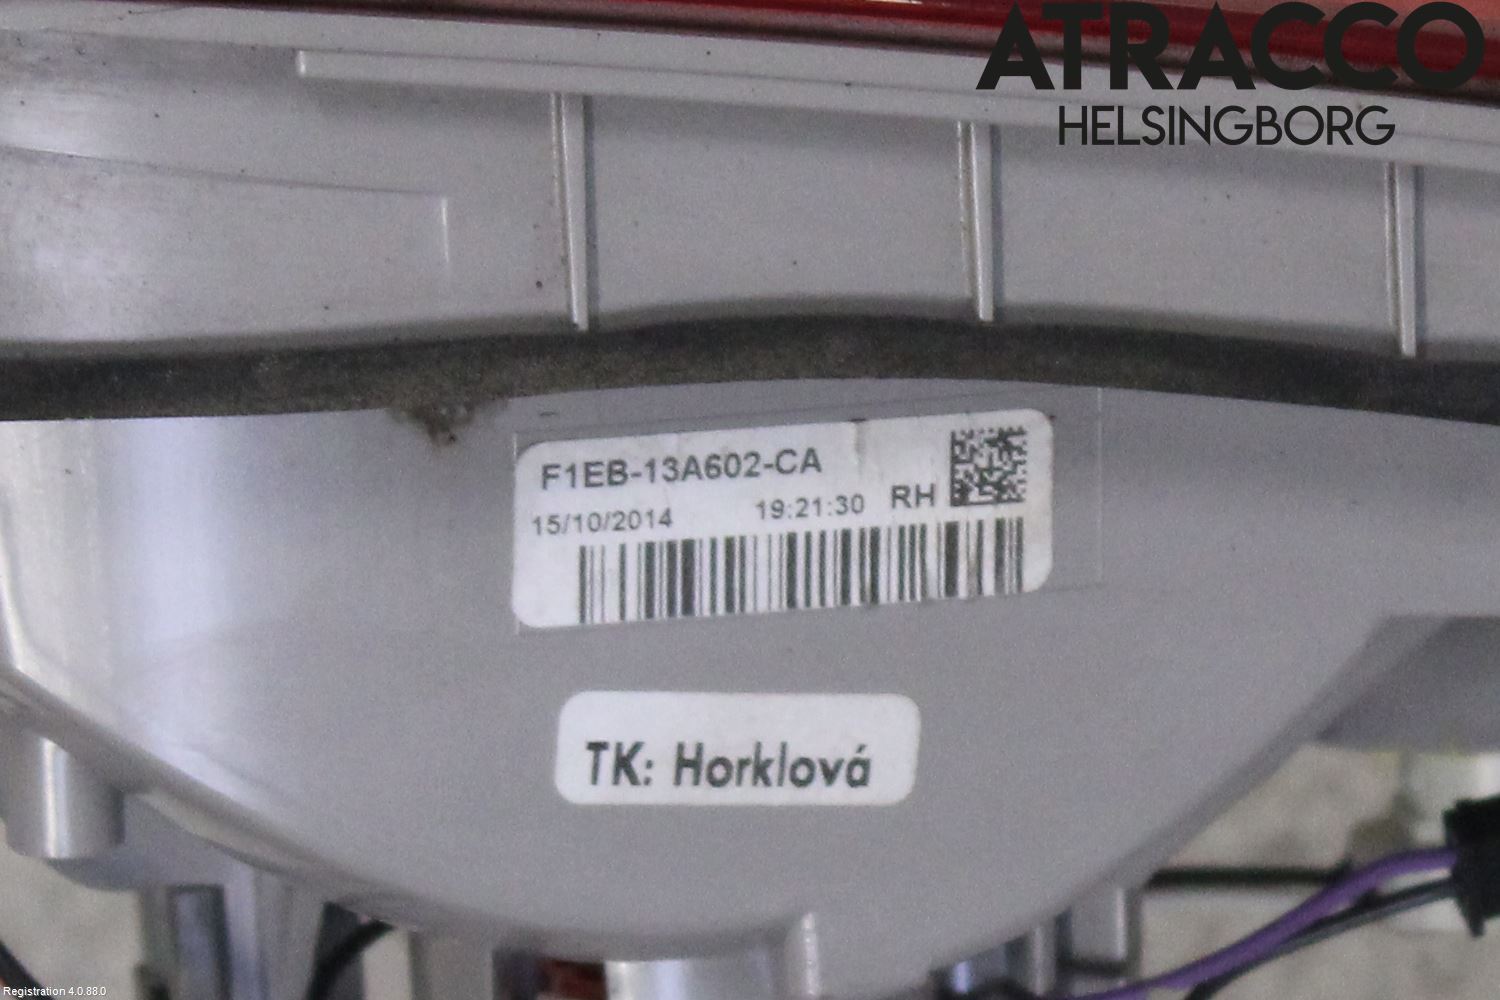 ATRACCO
HELSINGBORG
F1EB-13A602-CA
15/10/2014 19:21:30 RH
TK: Horklová
Registration 4.0.88.0